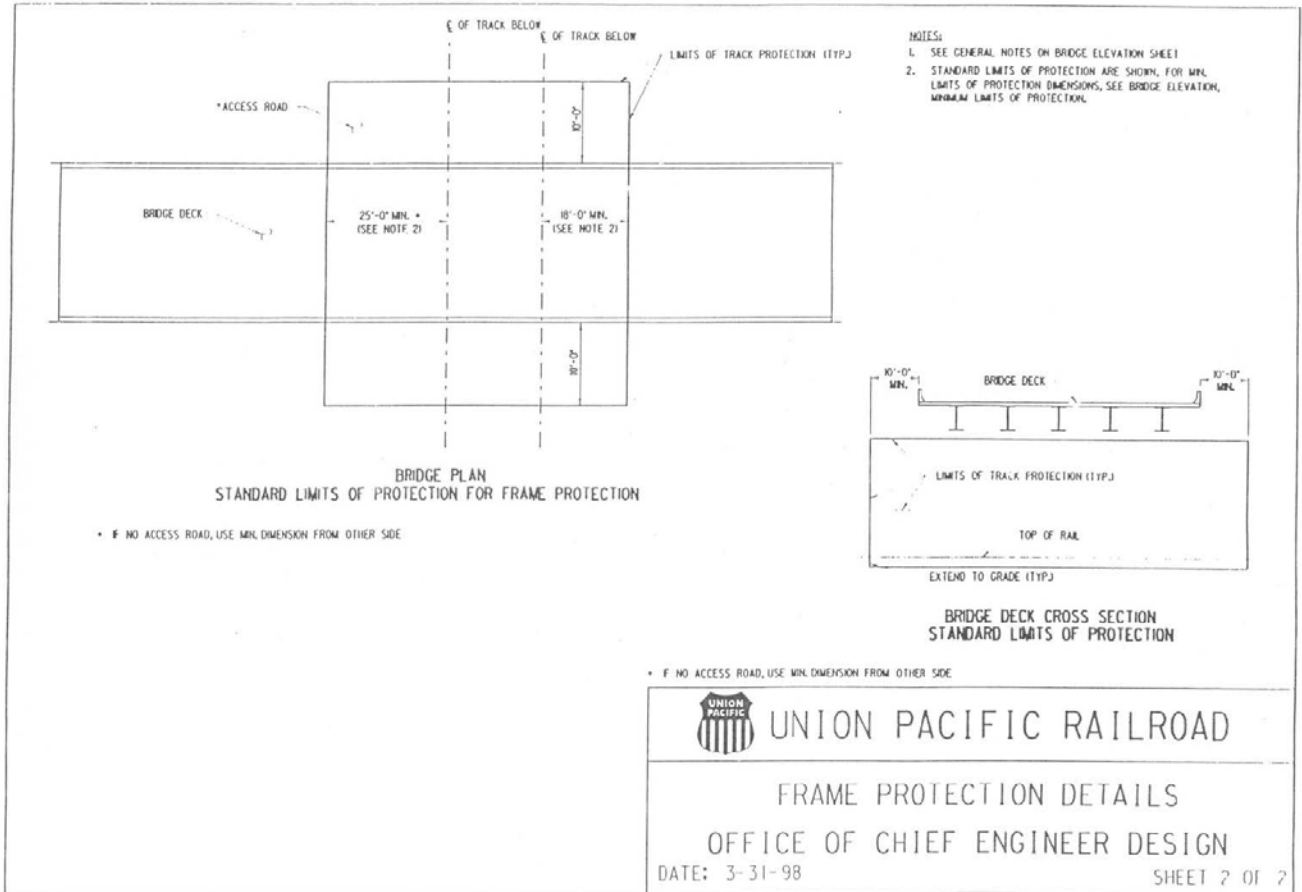 ℄ OF TRACK BELOW
℄ OF TRACK BELOW
LIMITS OF TRACK PROTECTION (TYP.)
*ACCESS ROAD
10'-0"
BRIDGE DECK
25'-0" MIN. *
(SEE NOTE 2)
18'-0" MIN.
(SEE NOTE 2)
10'-0"
BRIDGE PLAN
STANDARD LIMITS OF PROTECTION FOR FRAME PROTECTION
* IF NO ACCESS ROAD, USE MIN. DIMENSION FROM OTHER SIDE
NOTES:
1. SEE GENERAL NOTES ON BRIDGE ELEVATION SHEET
2. STANDARD LIMITS OF PROTECTION ARE SHOWN, FOR MIN.
LIMITS OF PROTECTION DIMENSIONS, SEE BRIDGE ELEVATION,
MINIMUM LIMITS OF PROTECTION.
10'-0"
MIN.
BRIDGE DECK
10'-0"
MIN.
LIMITS OF TRACK PROTECTION (TYP.)
TOP OF RAIL
EXTEND TO GRADE (TYP.)
BRIDGE DECK CROSS SECTION
STANDARD LIMITS OF PROTECTION
* IF NO ACCESS ROAD, USE MIN. DIMENSION FROM OTHER SIDE
UNION
PACIFIC
UNION PACIFIC RAILROAD
FRAME PROTECTION DETAILS
OFFICE OF CHIEF ENGINEER DESIGN
DATE: 3-31-98
SHEET 2 OF 2